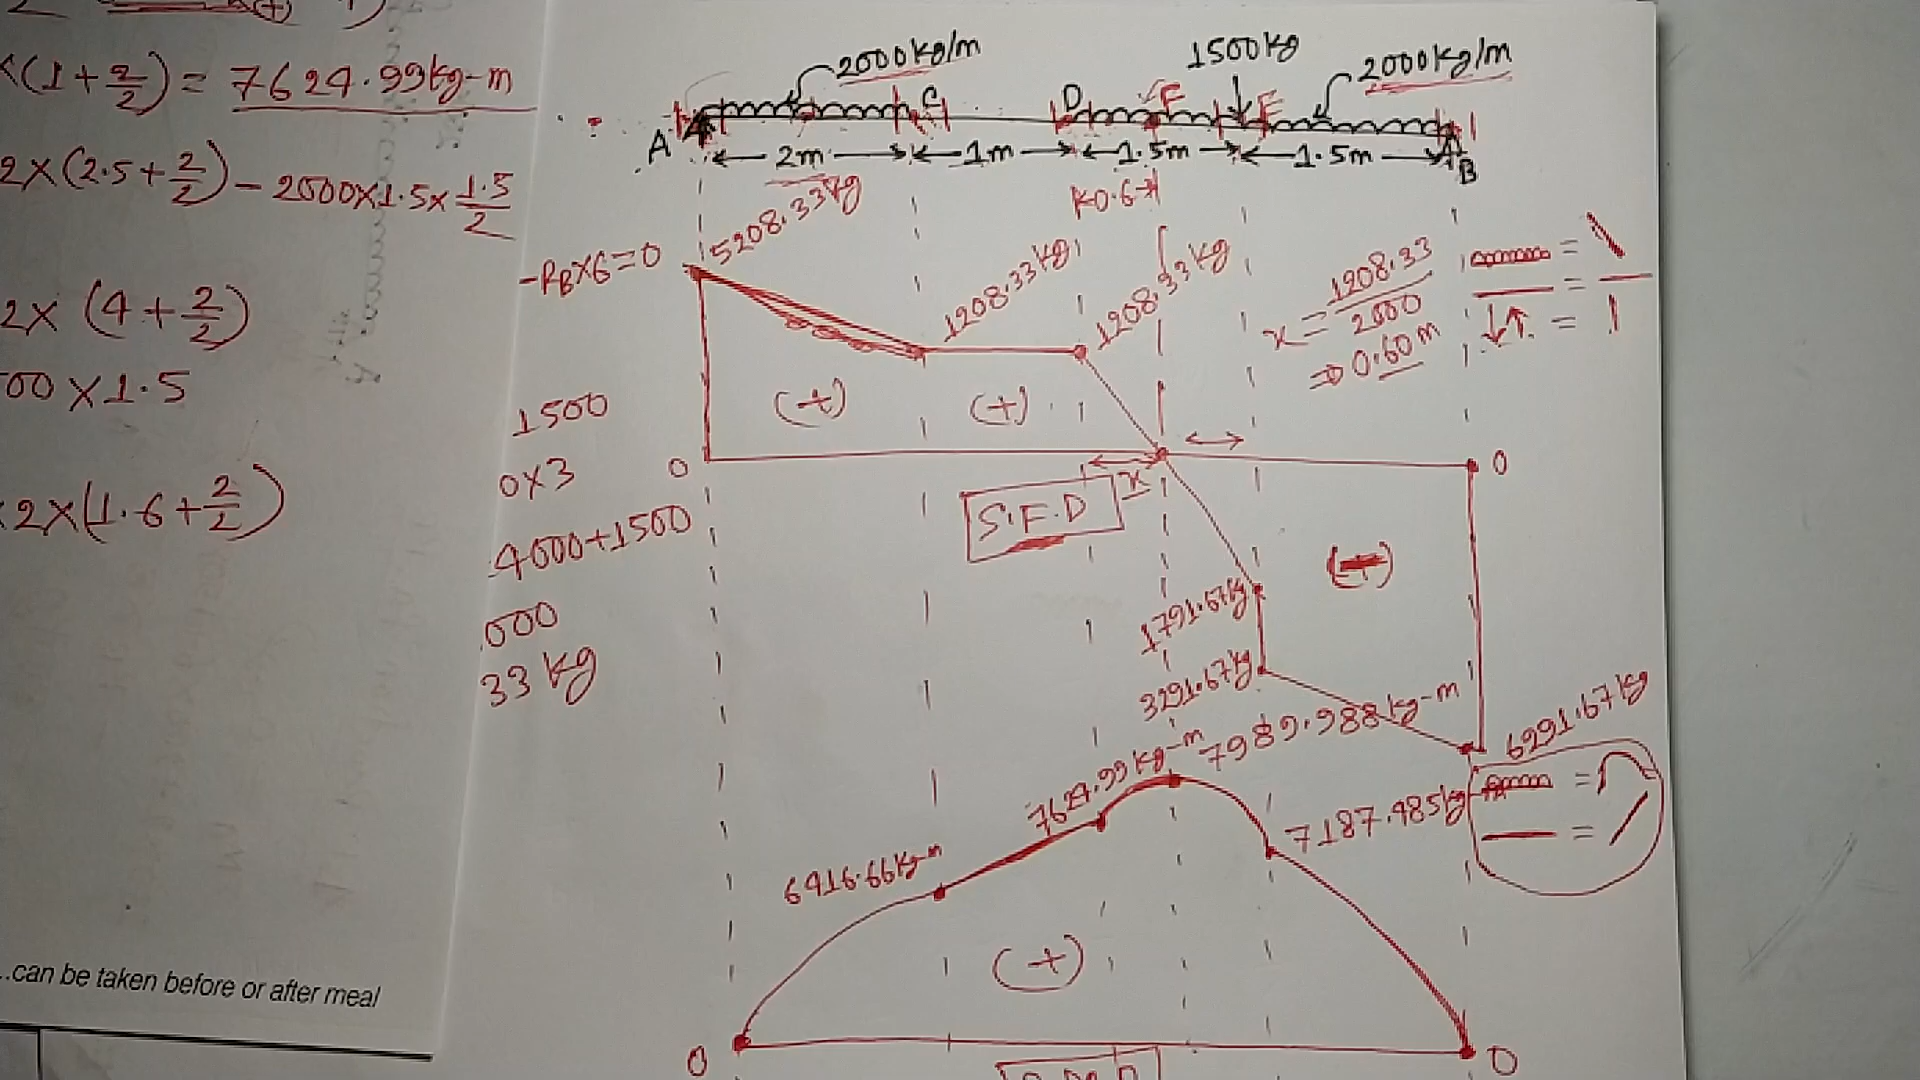 ×(1+2/2) = 7624.99kg-m
2×(2.5+2/2) - 2000×1.5×1.5/2
-RB×6=0
2× (4+2/2)
00 ×1.5
1500
0×3
2×(1.6+2/2)
4000+1500
000
33 kg
...can be taken before or after meal
2000kg/m
1500kg
2000kg/m
A
C
D
F
E
B
2m
1m
1.5m
1.5m
0.6
5208.33kg
1208.33kg
1208.33kg
x = 1208.33/2000
⇒ 0.60m
=
=
↓↑ = |
(+)
(+)
0
0
x
S.F.D
(-)
1791.67kg
3291.67kg
6291.67kg
6416.66kg-m
7624.99kg-m
7989.988kg-m
7187.485kg-m
=
=
(+)
0
0